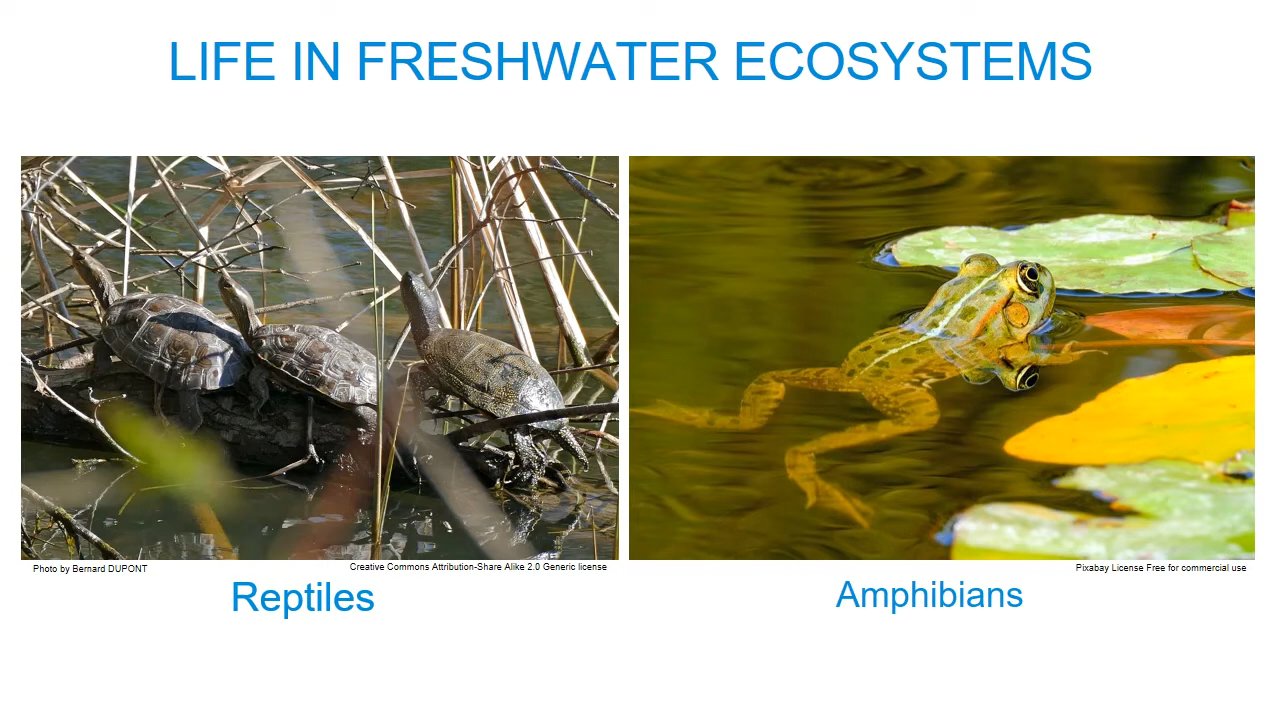 LIFE IN FRESHWATER ECOSYSTEMS
Photo by Bernard DUPONT
Creative Commons Attribution-Share Alike 2.0 Generic license
Pixabay License Free for commercial use
Reptiles
Amphibians